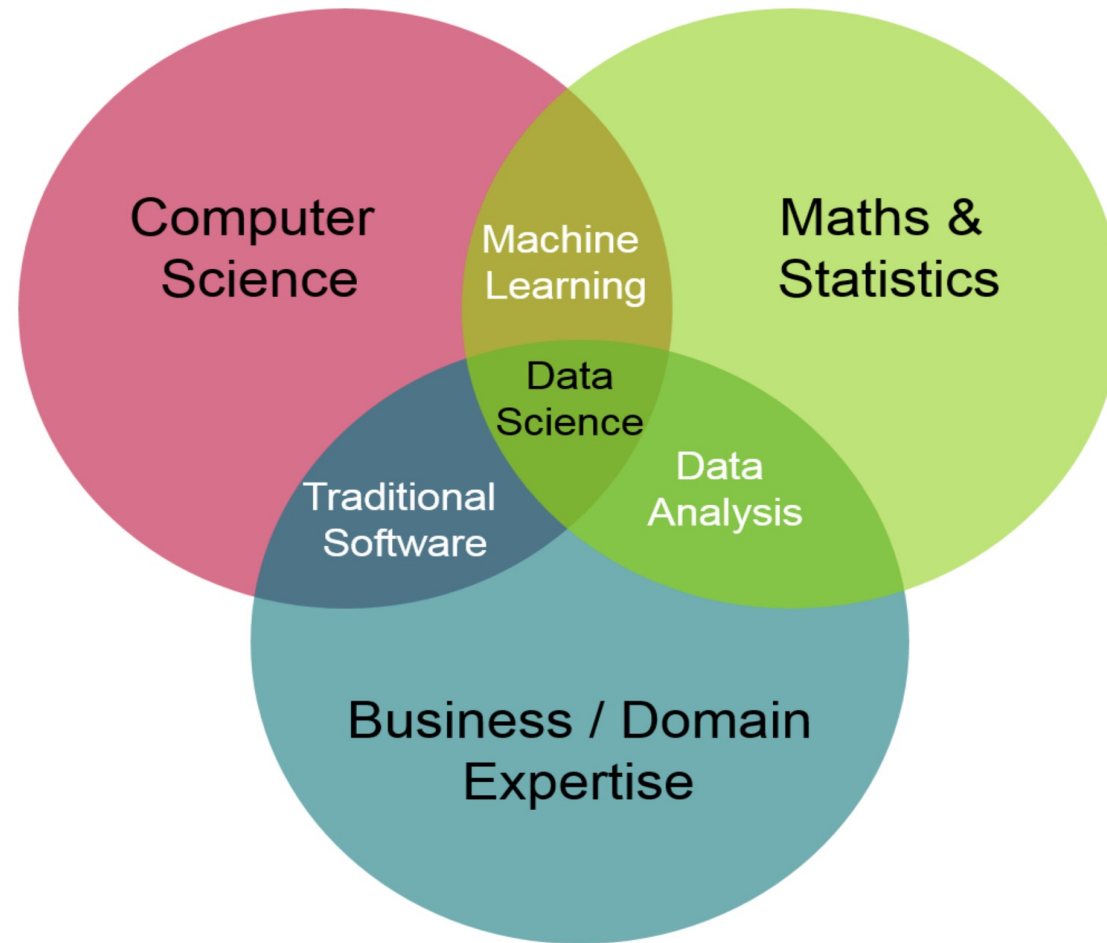 Computer
Science
Machine
Learning
Maths &
Statistics
Data
Science
Traditional
Software
Data
Analysis
Business / Domain
Expertise